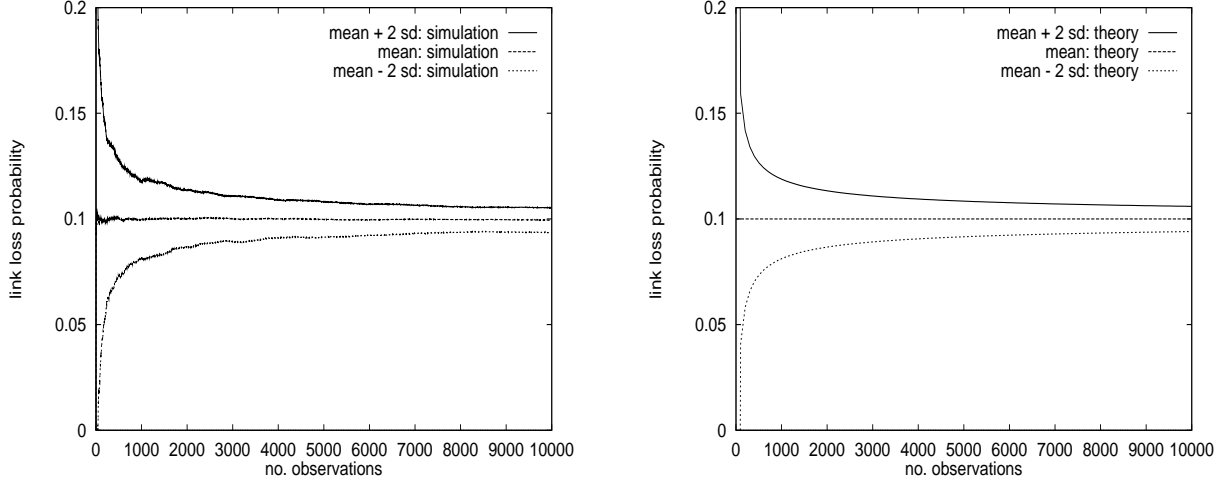 0.2
0.15
0.1
0.05
0
link loss probability
mean + 2 sd: simulation
mean: simulation
mean - 2 sd: simulation
0 1000 2000 3000 4000 5000 6000 7000 8000 9000 10000
no. observations
0.2
0.15
0.1
0.05
0
link loss probability
mean + 2 sd: theory
mean: theory
mean - 2 sd: theory
0 1000 2000 3000 4000 5000 6000 7000 8000 9000 10000
no. observations